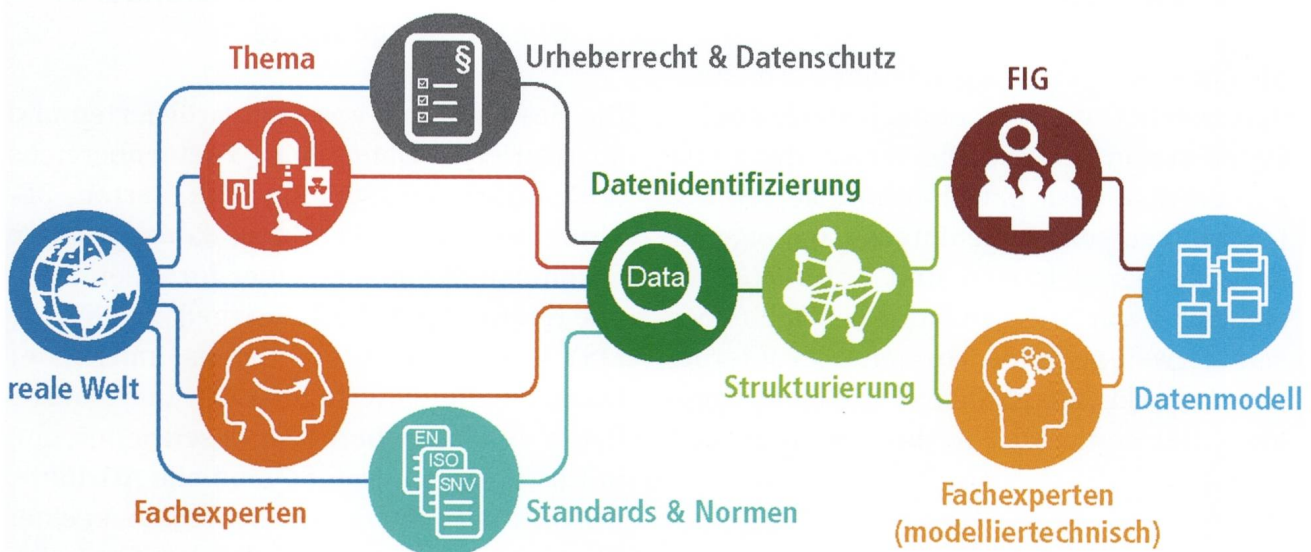 Thema
§
Urheberrecht & Datenschutz
FIG
Datenidentifizierung
Data
reale Welt
Strukturierung
Datenmodell
EN
ISO
SNV
Fachexperten
Standards & Normen
Fachexperten
(modelliertechnisch)